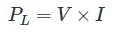 P_L = V × I